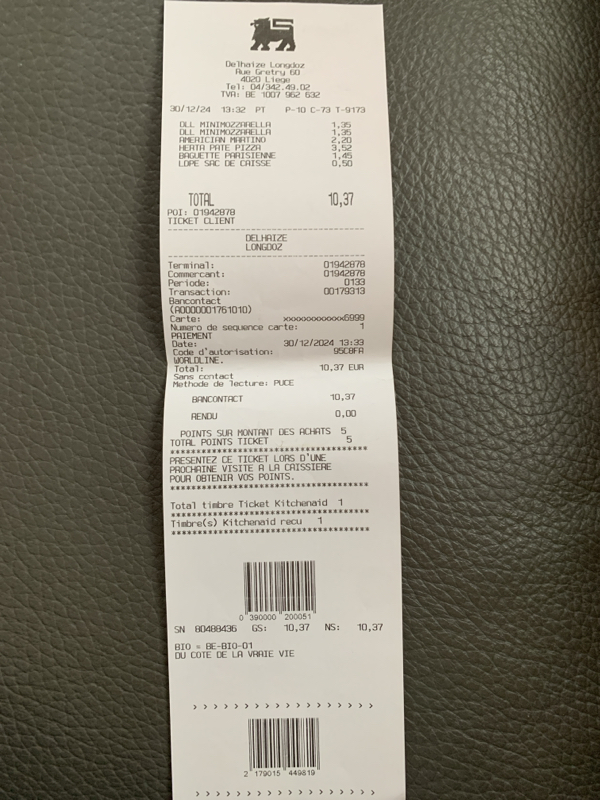 Delhaize Longdoz
Rue Gretry 60
4020 Liege
Tel: 04/342.49.02
TVA: BE 1007 962 632
30/12/24 13:32 PT P-10 C-73 T-9173
DLL MINIMOZZARELLA 1,35
DLL MINIMOZZARELLA 1,35
AMERICIAN MARTINO 2,20
HERTA PATE PIZZA 3,52
BAGUETTE PARISIENNE 1,45
LDPE SAC DE CAISSE 0,50
TOTAL 10,37
POI: 01942878
TICKET CLIENT
DELHAIZE
LONGDOZ
Terminal: 01942878
Commercant: 01942878
Periode: 0133
Transaction: 00179313
Bancontact
(A0000001761010)
Carte: xxxxxxxxxxxx6999
Numero de sequence carte: 1
PAIEMENT
Date: 30/12/2024 13:33
Code d'autorisation: 95C8FA
WORLDLINE.
Total: 10,37 EUR
Sans contact
Methode de lecture: PUCE
BANCONTACT 10,37
RENDU 0,00
POINTS SUR MONTANT DES ACHATS 5
TOTAL POINTS TICKET 5
****************************************
PRESENTEZ CE TICKET LORS D'UNE
PROCHAINE VISITE A LA CAISSIERE
POUR OBTENIR VOS POINTS.
****************************************
Total timbre Ticket Kitchenaid 1
****************************************
Timbre(s) Kitchenaid recu 1
****************************************
0 390000 200051
SN 80488436 GS: 10,37 NS: 10,37
BIO = BE-BIO-01
DU COTE DE LA VRAIE VIE
> > > > > > > > > > > > > > > > >
2 179015 449819
> > > > > > > > > > > > > > > > >